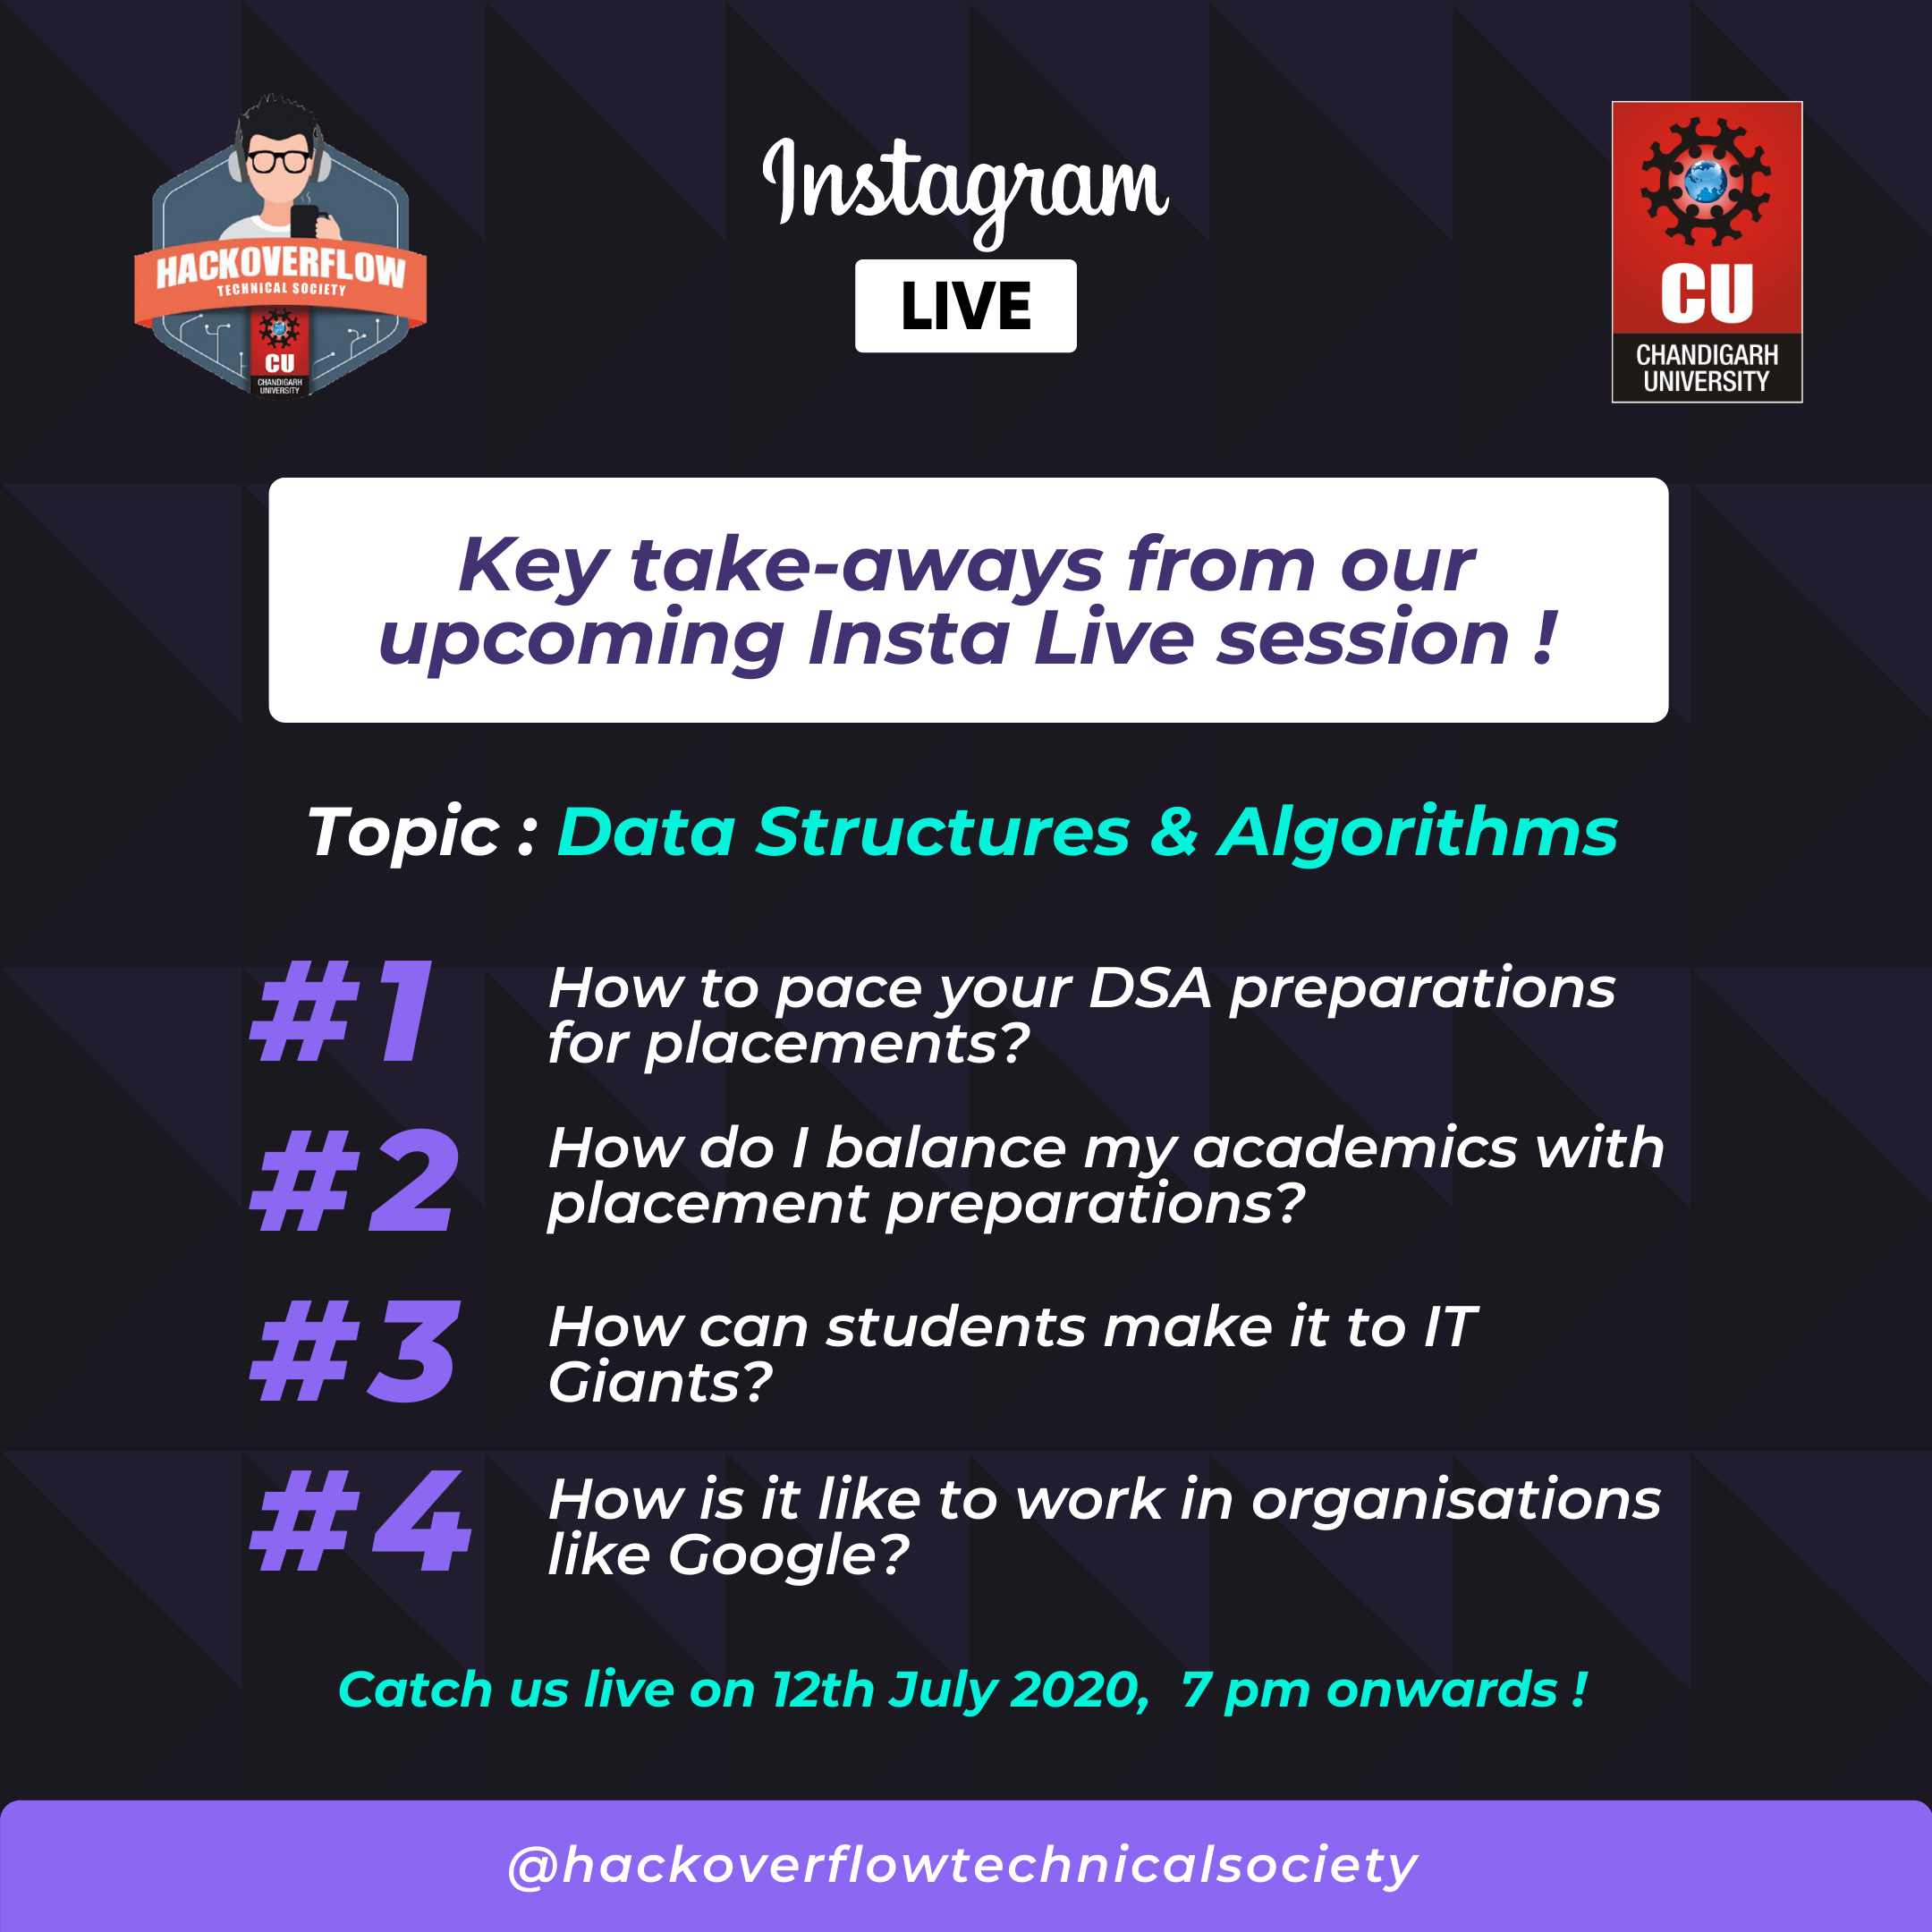 HACKOVERFLOW
TECHNICAL SOCIETY
CU
CHANDIGARH
UNIVERSITY
Instagram
LIVE
CU
CHANDIGARH
UNIVERSITY
Key take-aways from our
upcoming Insta Live session !
Topic : Data Structures & Algorithms
#1
How to pace your DSA preparations
for placements?
#2
How do I balance my academics with
placement preparations?
#3
How can students make it to IT
Giants?
#4
How is it like to work in organisations
like Google?
Catch us live on 12th July 2020, 7 pm onwards !
@hackoverflowtechnicalsociety